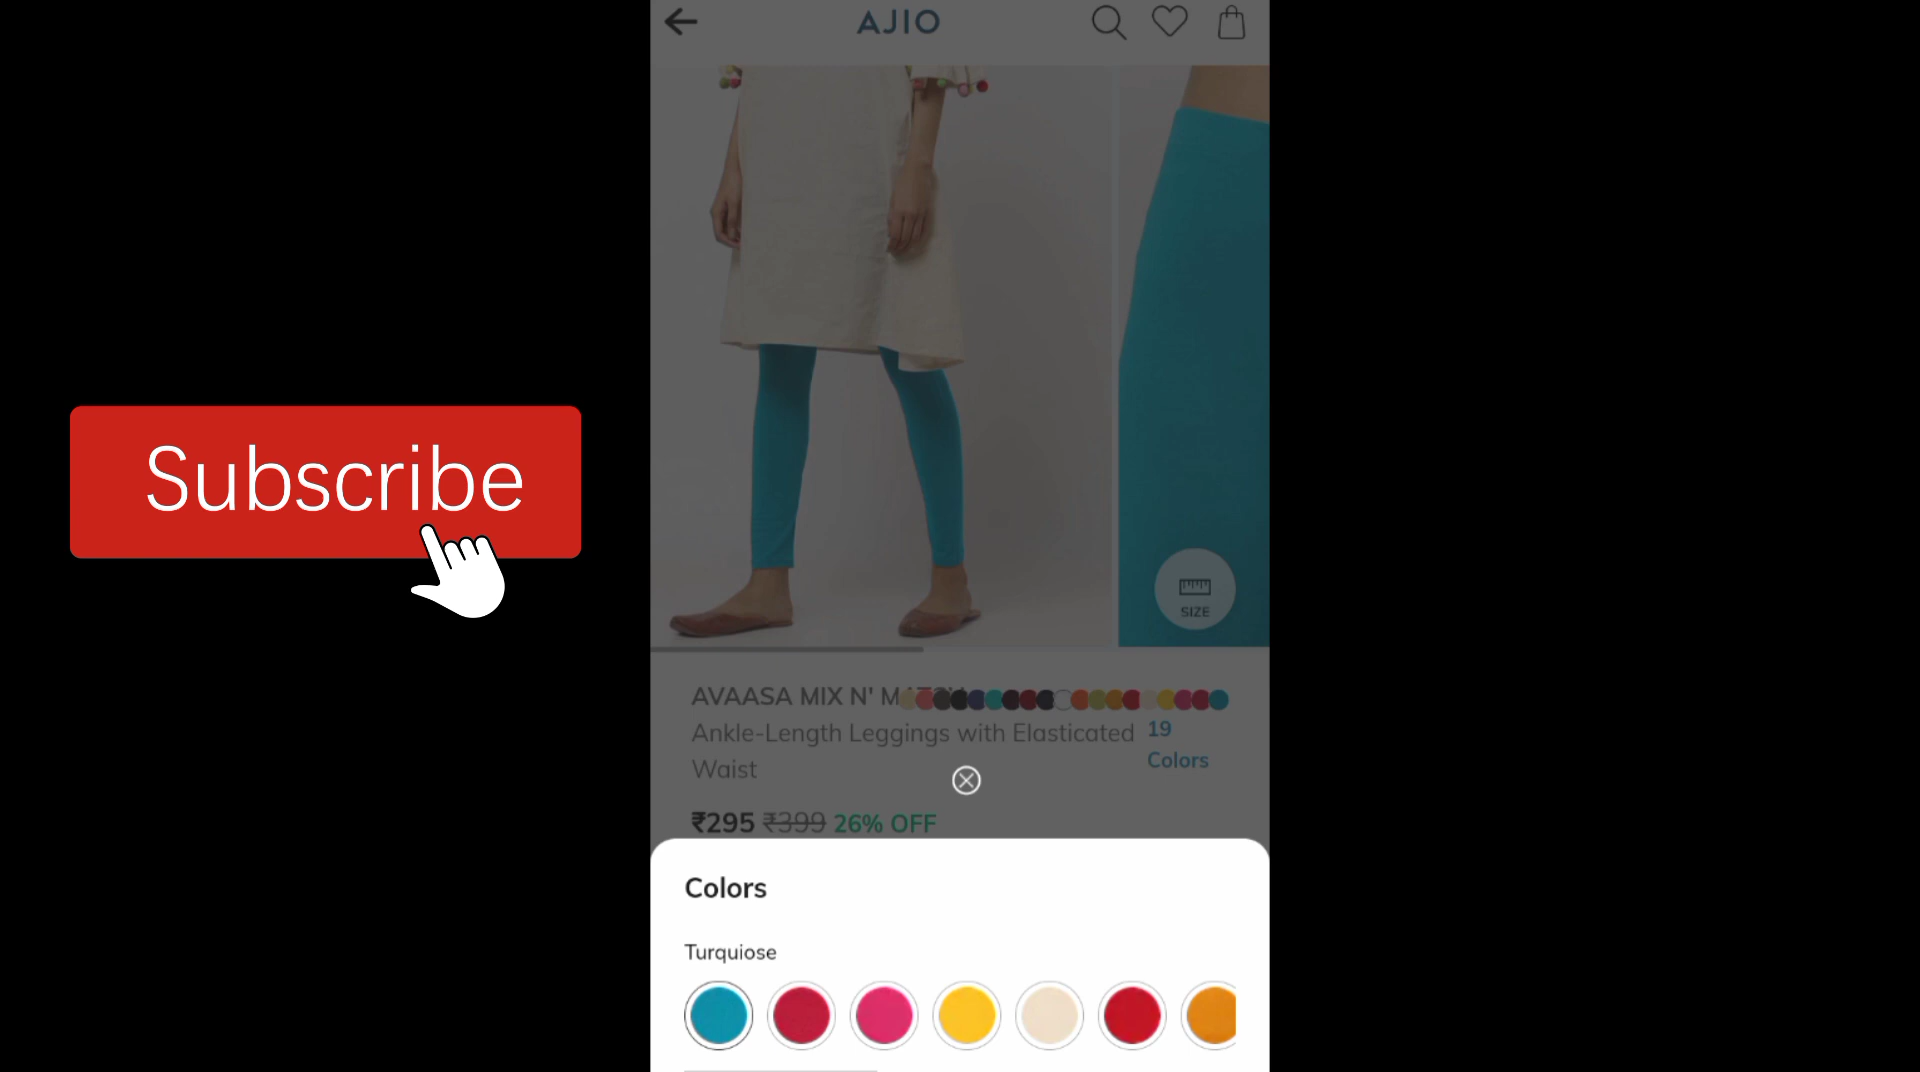 AJIO
Subscribe
SIZE
AVAASA MIX N' M
Ankle-Length Leggings with Elasticated
Waist
19
Colors
₹295 ₹399 26% OFF
Colors
Turquiose